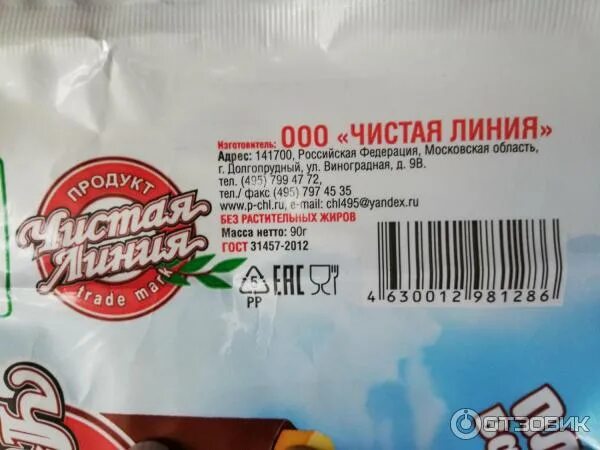 ПРОДУКТ
Чистая
Линия
trade mark
Изготовитель: ООО «ЧИСТАЯ ЛИНИЯ»
Адрес: 141700, Российская Федерация, Московская область,
г. Долгопрудный, ул. Виноградная, д. 9В.
тел. (495) 799 47 72,
тел./ факс (495) 797 45 35
www.p-chl.ru, e-mail: chl495@yandex.ru
БЕЗ РАСТИТЕЛЬНЫХ ЖИРОВ
Масса нетто: 90г
ГОСТ 31457-2012
5
PP
EAC
4 630012 981286
ОТЗОВИК